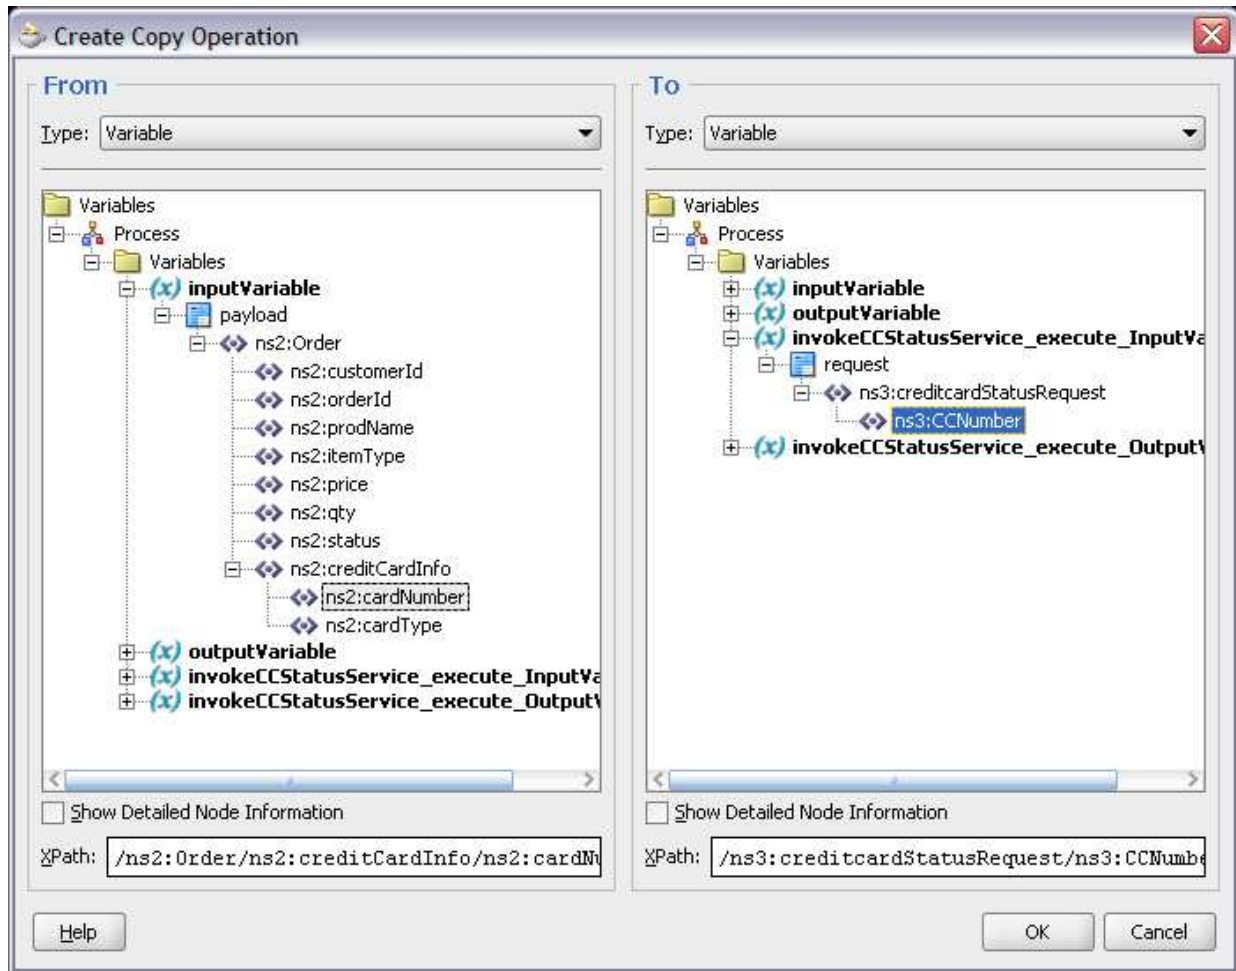 Create Copy Operation
From
Type: Variable
Variables
Process
Variables
(x) inputVariable
payload
ns2:Order
ns2:customerId
ns2:orderId
ns2:prodName
ns2:itemType
ns2:price
ns2:qty
ns2:status
ns2:creditCardInfo
ns2:cardNumber
ns2:cardType
(x) outputVariable
(x) invokeCCStatusService_execute_InputVa
(x) invokeCCStatusService_execute_OutputV
Show Detailed Node Information
XPath: /ns2:Order/ns2:creditCardInfo/ns2:cardNu
To
Type: Variable
Variables
Process
Variables
(x) inputVariable
(x) outputVariable
(x) invokeCCStatusService_execute_InputVa
request
ns3:creditcardStatusRequest
ns3:CCNumber
(x) invokeCCStatusService_execute_OutputV
Show Detailed Node Information
XPath: /ns3:creditcardStatusRequest/ns3:CCNumbe
Help
OK
Cancel